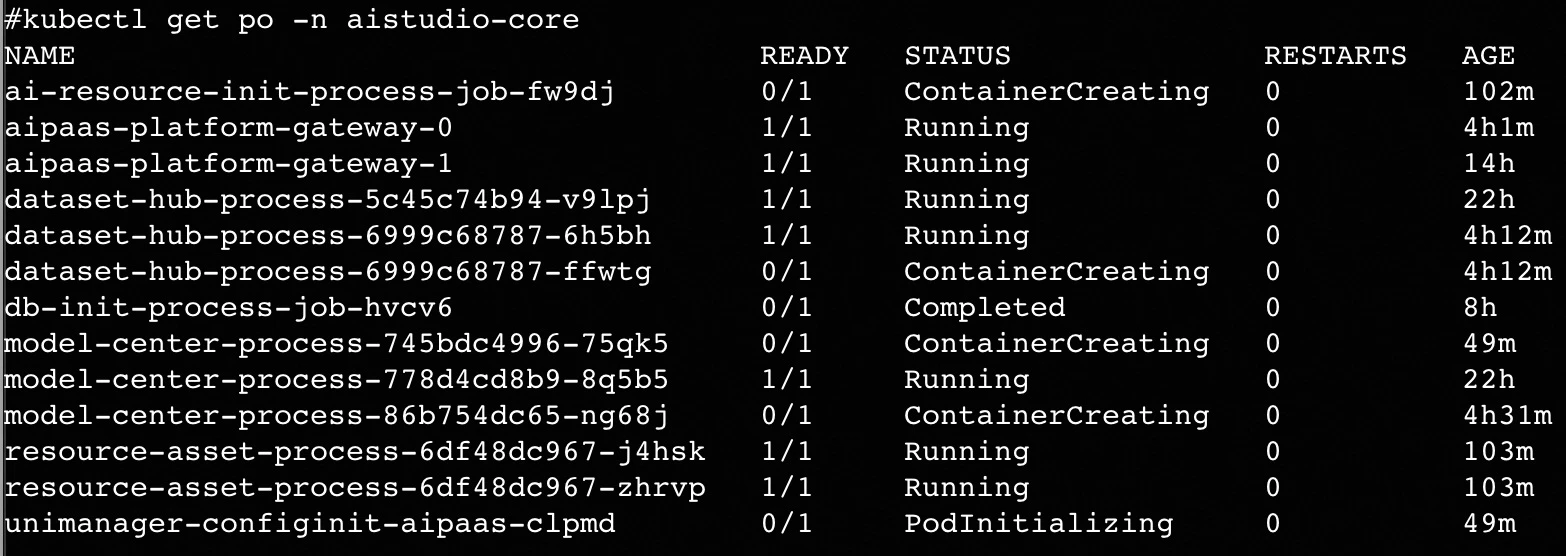 #kubectl get po -n aistudio-core
NAME READY STATUS RESTARTS AGE
ai-resource-init-process-job-fw9dj 0/1 ContainerCreating 0 102m
aipaas-platform-gateway-0 1/1 Running 0 4h1m
aipaas-platform-gateway-1 1/1 Running 0 14h
dataset-hub-process-5c45c74b94-v9lpj 1/1 Running 0 22h
dataset-hub-process-6999c68787-6h5bh 1/1 Running 0 4h12m
dataset-hub-process-6999c68787-ffwtg 0/1 ContainerCreating 0 4h12m
db-init-process-job-hvcv6 0/1 Completed 0 8h
model-center-process-745bdc4996-75qk5 0/1 ContainerCreating 0 49m
model-center-process-778d4cd8b9-8q5b5 1/1 Running 0 22h
model-center-process-86b754dc65-ng68j 0/1 ContainerCreating 0 4h31m
resource-asset-process-6df48dc967-j4hsk 1/1 Running 0 103m
resource-asset-process-6df48dc967-zhrvp 1/1 Running 0 103m
unimanager-configinit-aipaas-clpmd 0/1 PodInitializing 0 49m